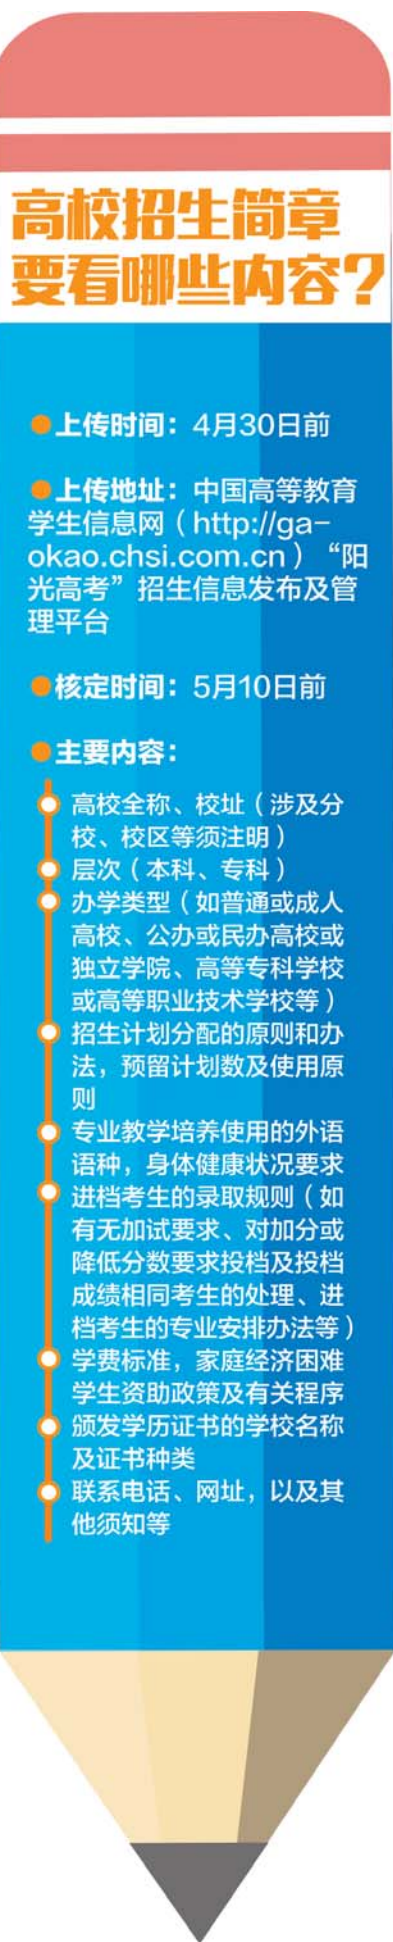 高校招生简章
要看哪些内容?
●上传时间：4月30日前
●上传地址：中国高等教育
学生信息网（http://ga-
okao.chsi.com.cn）“阳
光高考”招生信息发布及管
理平台
●核定时间：5月10日前
●主要内容：
高校全称、校址（涉及分
校、校区等须注明）
层次（本科、专科）
办学类型（如普通或成人
高校、公办或民办高校或
独立学院、高等专科学校
或高等职业技术学校等）
招生计划分配的原则和办
法，预留计划数及使用原
则
专业教学培养使用的外语
语种，身体健康状况要求
进档考生的录取规则（如
有无加试要求、对加分或
降低分数要求投档及投档
成绩相同考生的处理、进
档考生的专业安排办法等）
学费标准，家庭经济困难
学生资助政策及有关程序
颁发学历证书的学校名称
及证书种类
联系电话、网址，以及其
他须知等